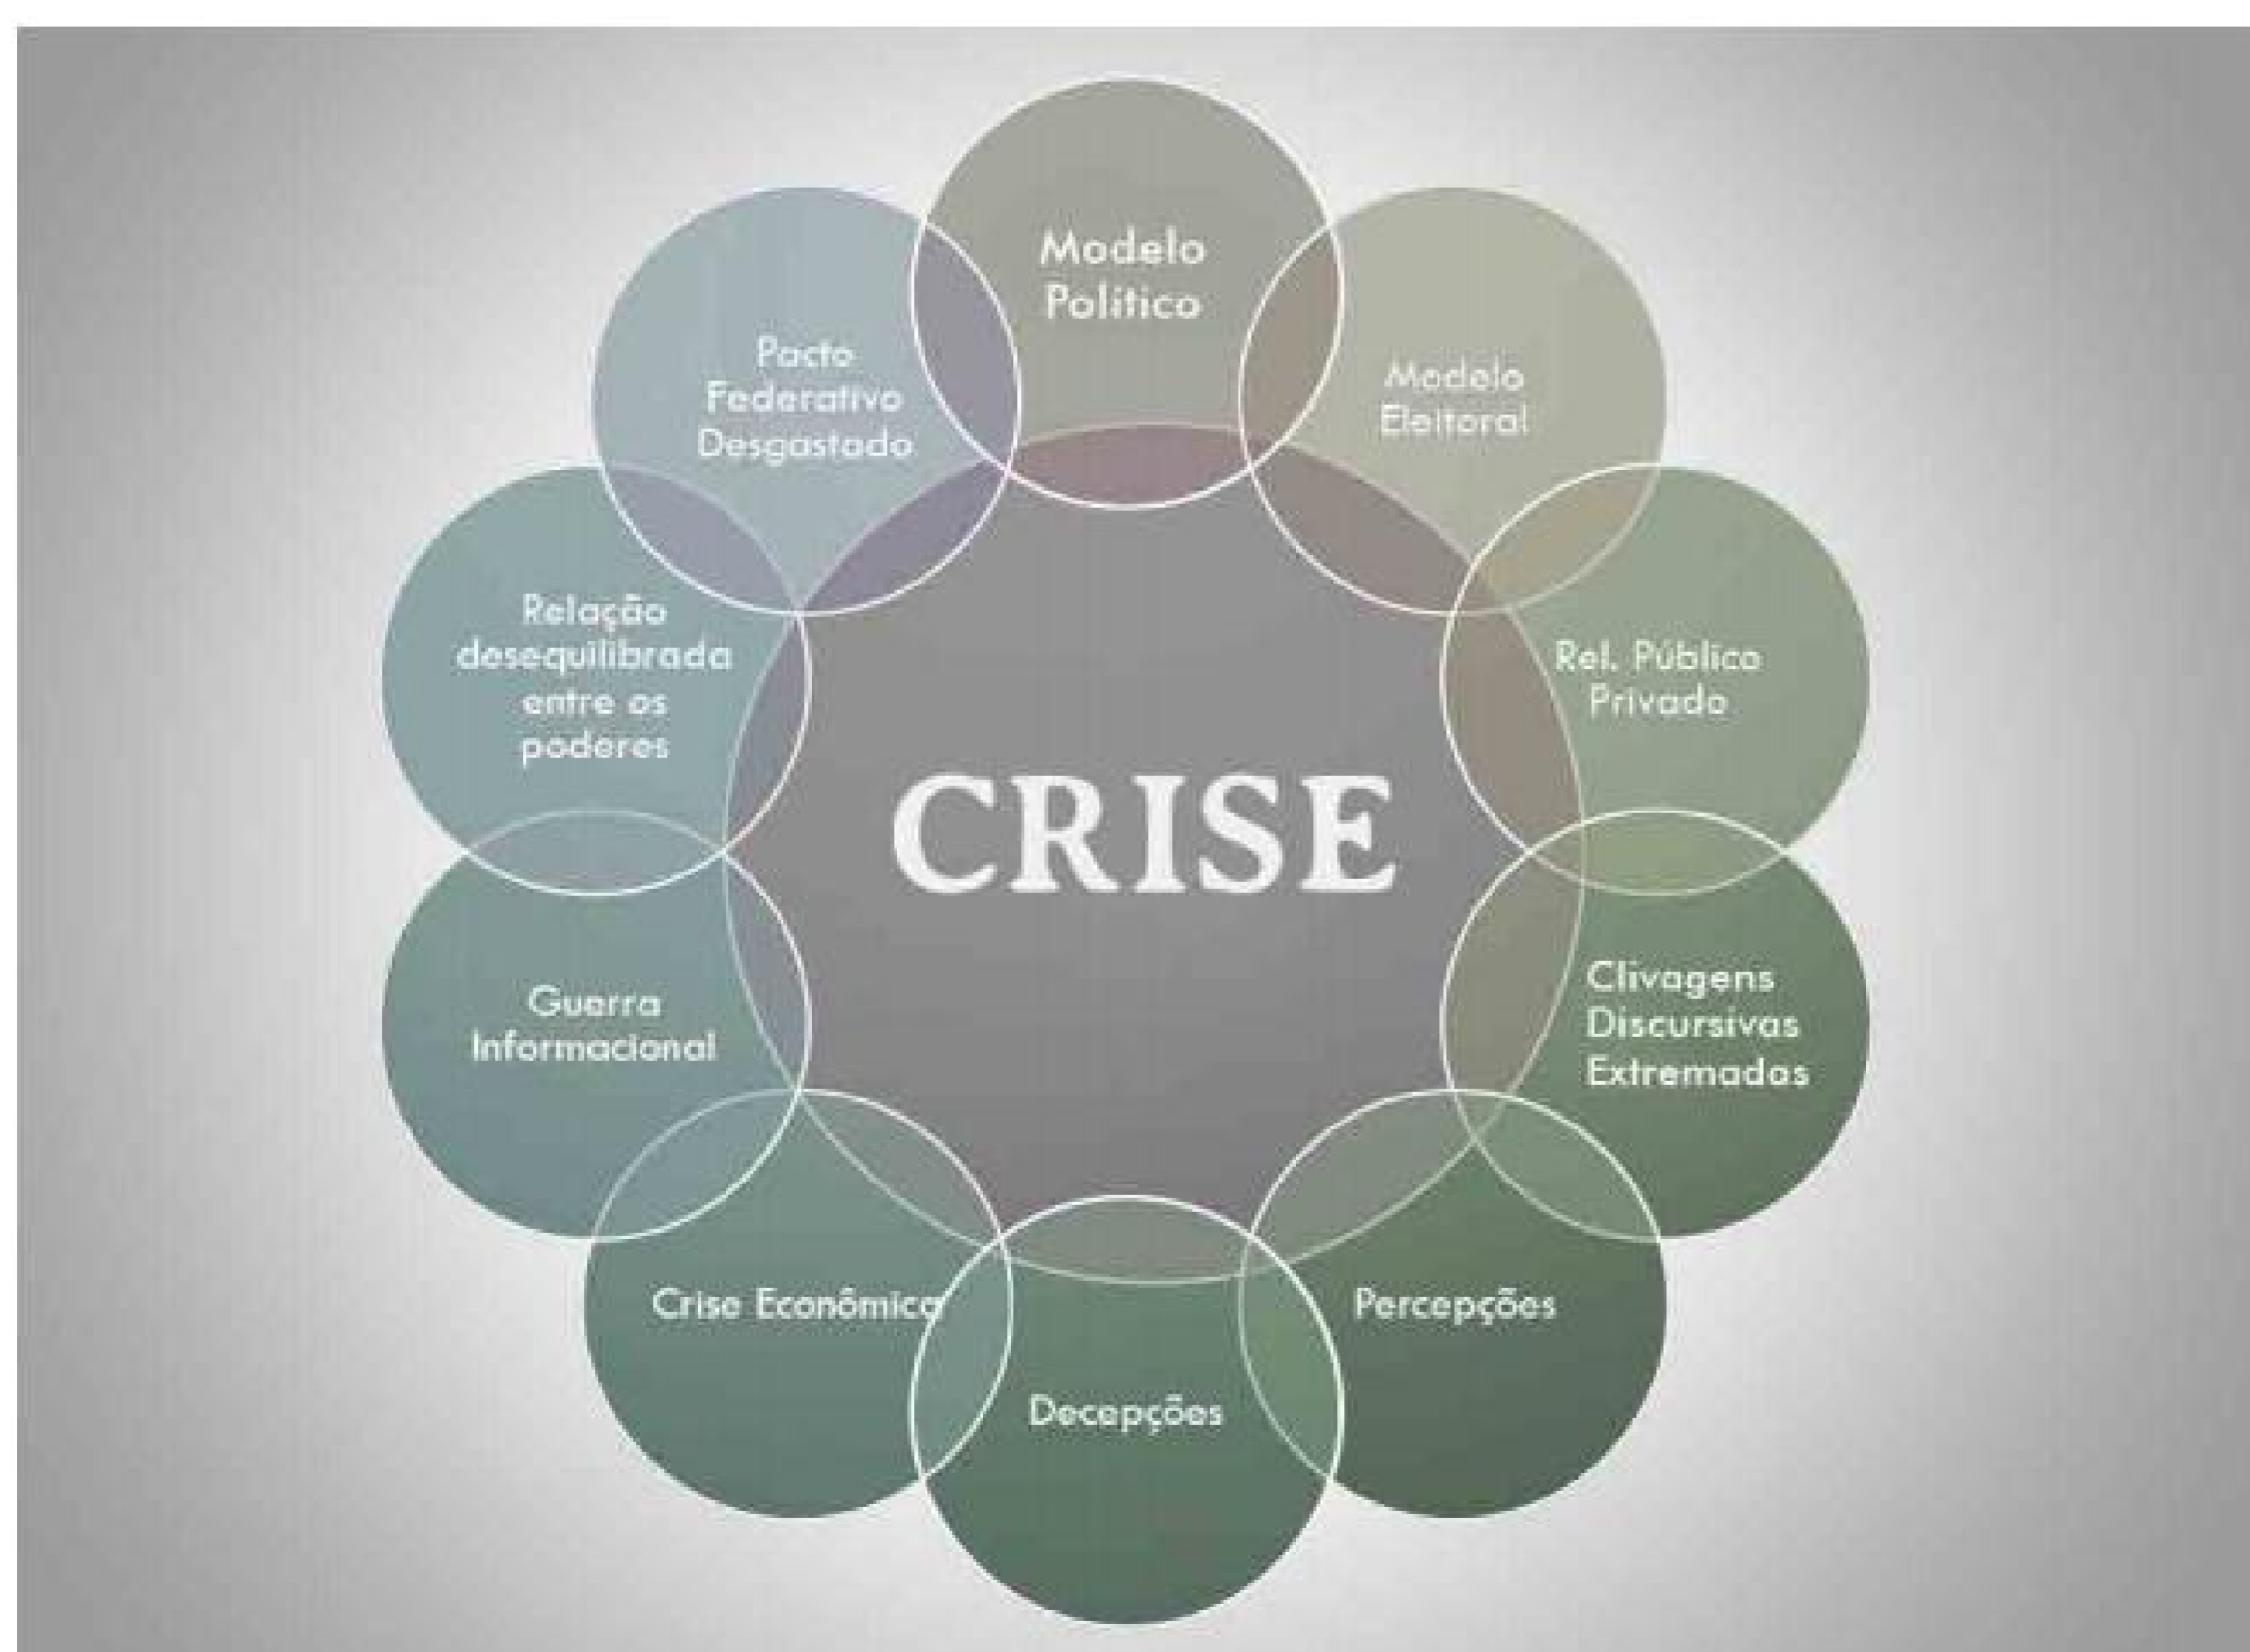 Modelo
Político
Modelo
Eleitoral
Rel. Público
Privado
Clivagens
Discursivas
Extremadas
Percepções
Decepções
Crise Econômica
Guerra
Informacional
Relação
desequilibrada
entre os
poderes
Pacto
Federativo
Desgastado
CRISE